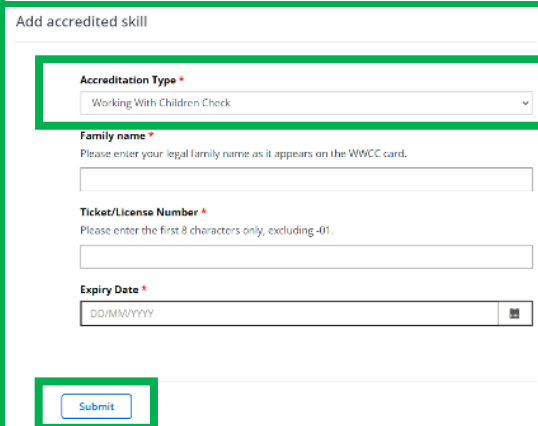 Add accredited skill
Accreditation Type *
Working With Children Check
Family name *
Please enter your legal family name as it appears on the WWCC card.
Ticket/License Number *
Please enter the first 8 characters only, excluding -01.
Expiry Date *
DD/MM/YYYY
Submit